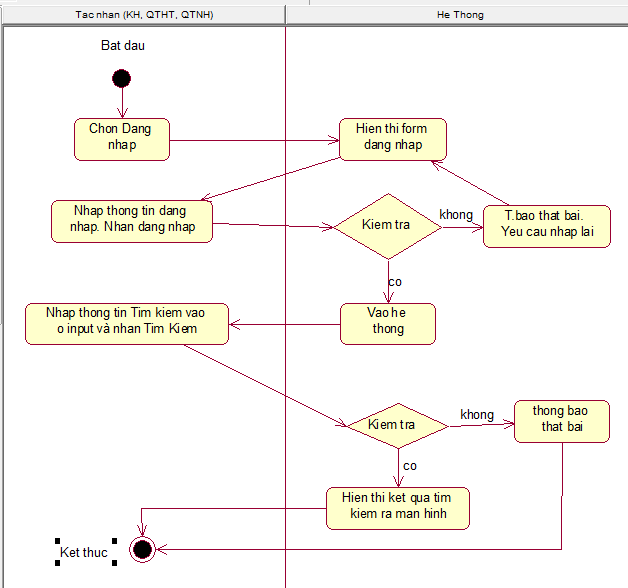 Tac nhan (KH, QTHT, QTNH)
He Thong
Bat dau
Chon Dang
nhap
Hien thi form
dang nhap
Nhap thong tin dang
nhap. Nhan dang nhap
Kiem tra
khong
T.bao that bai.
Yeu cau nhap lai
co
Nhap thong tin Tim kiem vao
o input và nhan Tim Kiem
Vao he
thong
Kiem tra
khong
thong bao
that bai
co
Hien thi ket qua tim
kiem ra man hinh
Ket thuc